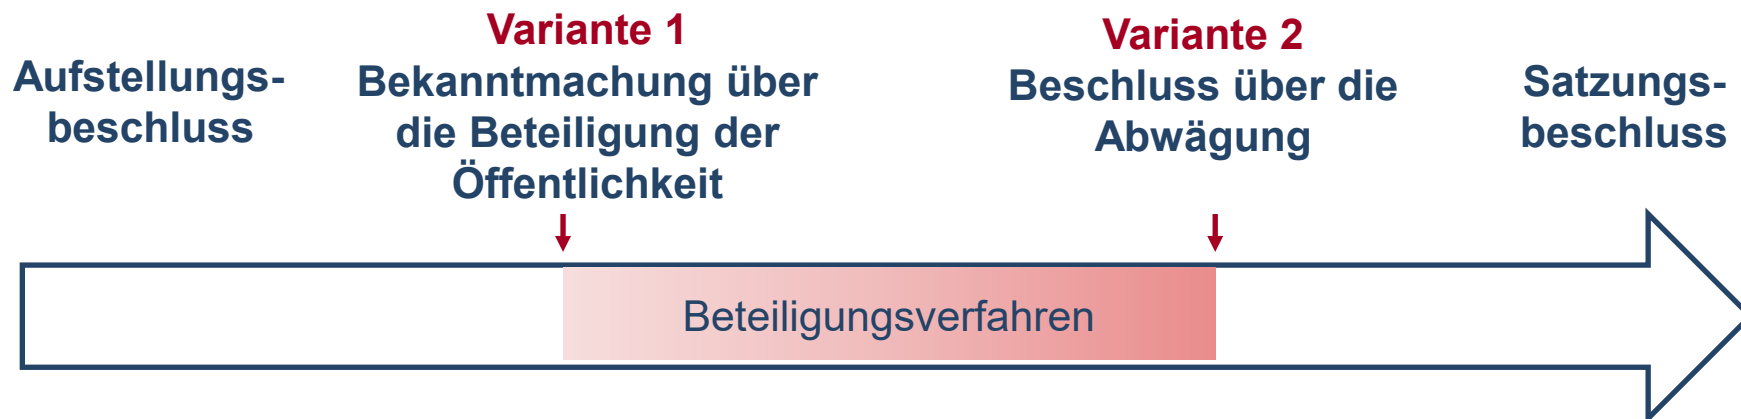 Aufstellungs-
beschluss
Variante 1
Bekanntmachung über
die Beteiligung der
Öffentlichkeit
Variante 2
Beschluss über die
Abwägung
Satzungs-
beschluss
Beteiligungsverfahren